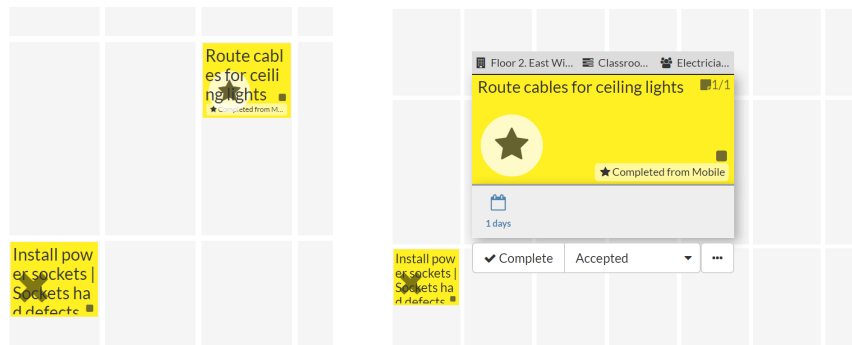 Route cabl
es for ceili
ng lights
Completed from M...
Install pow
er sockets |
Sockets ha
d defects
Floor 2. East Wi... Classroo... Electricia...
Route cables for ceiling lights 1/1
Completed from Mobile
1 days
Complete Accepted
Install pow
er sockets |
Sockets ha
d defects